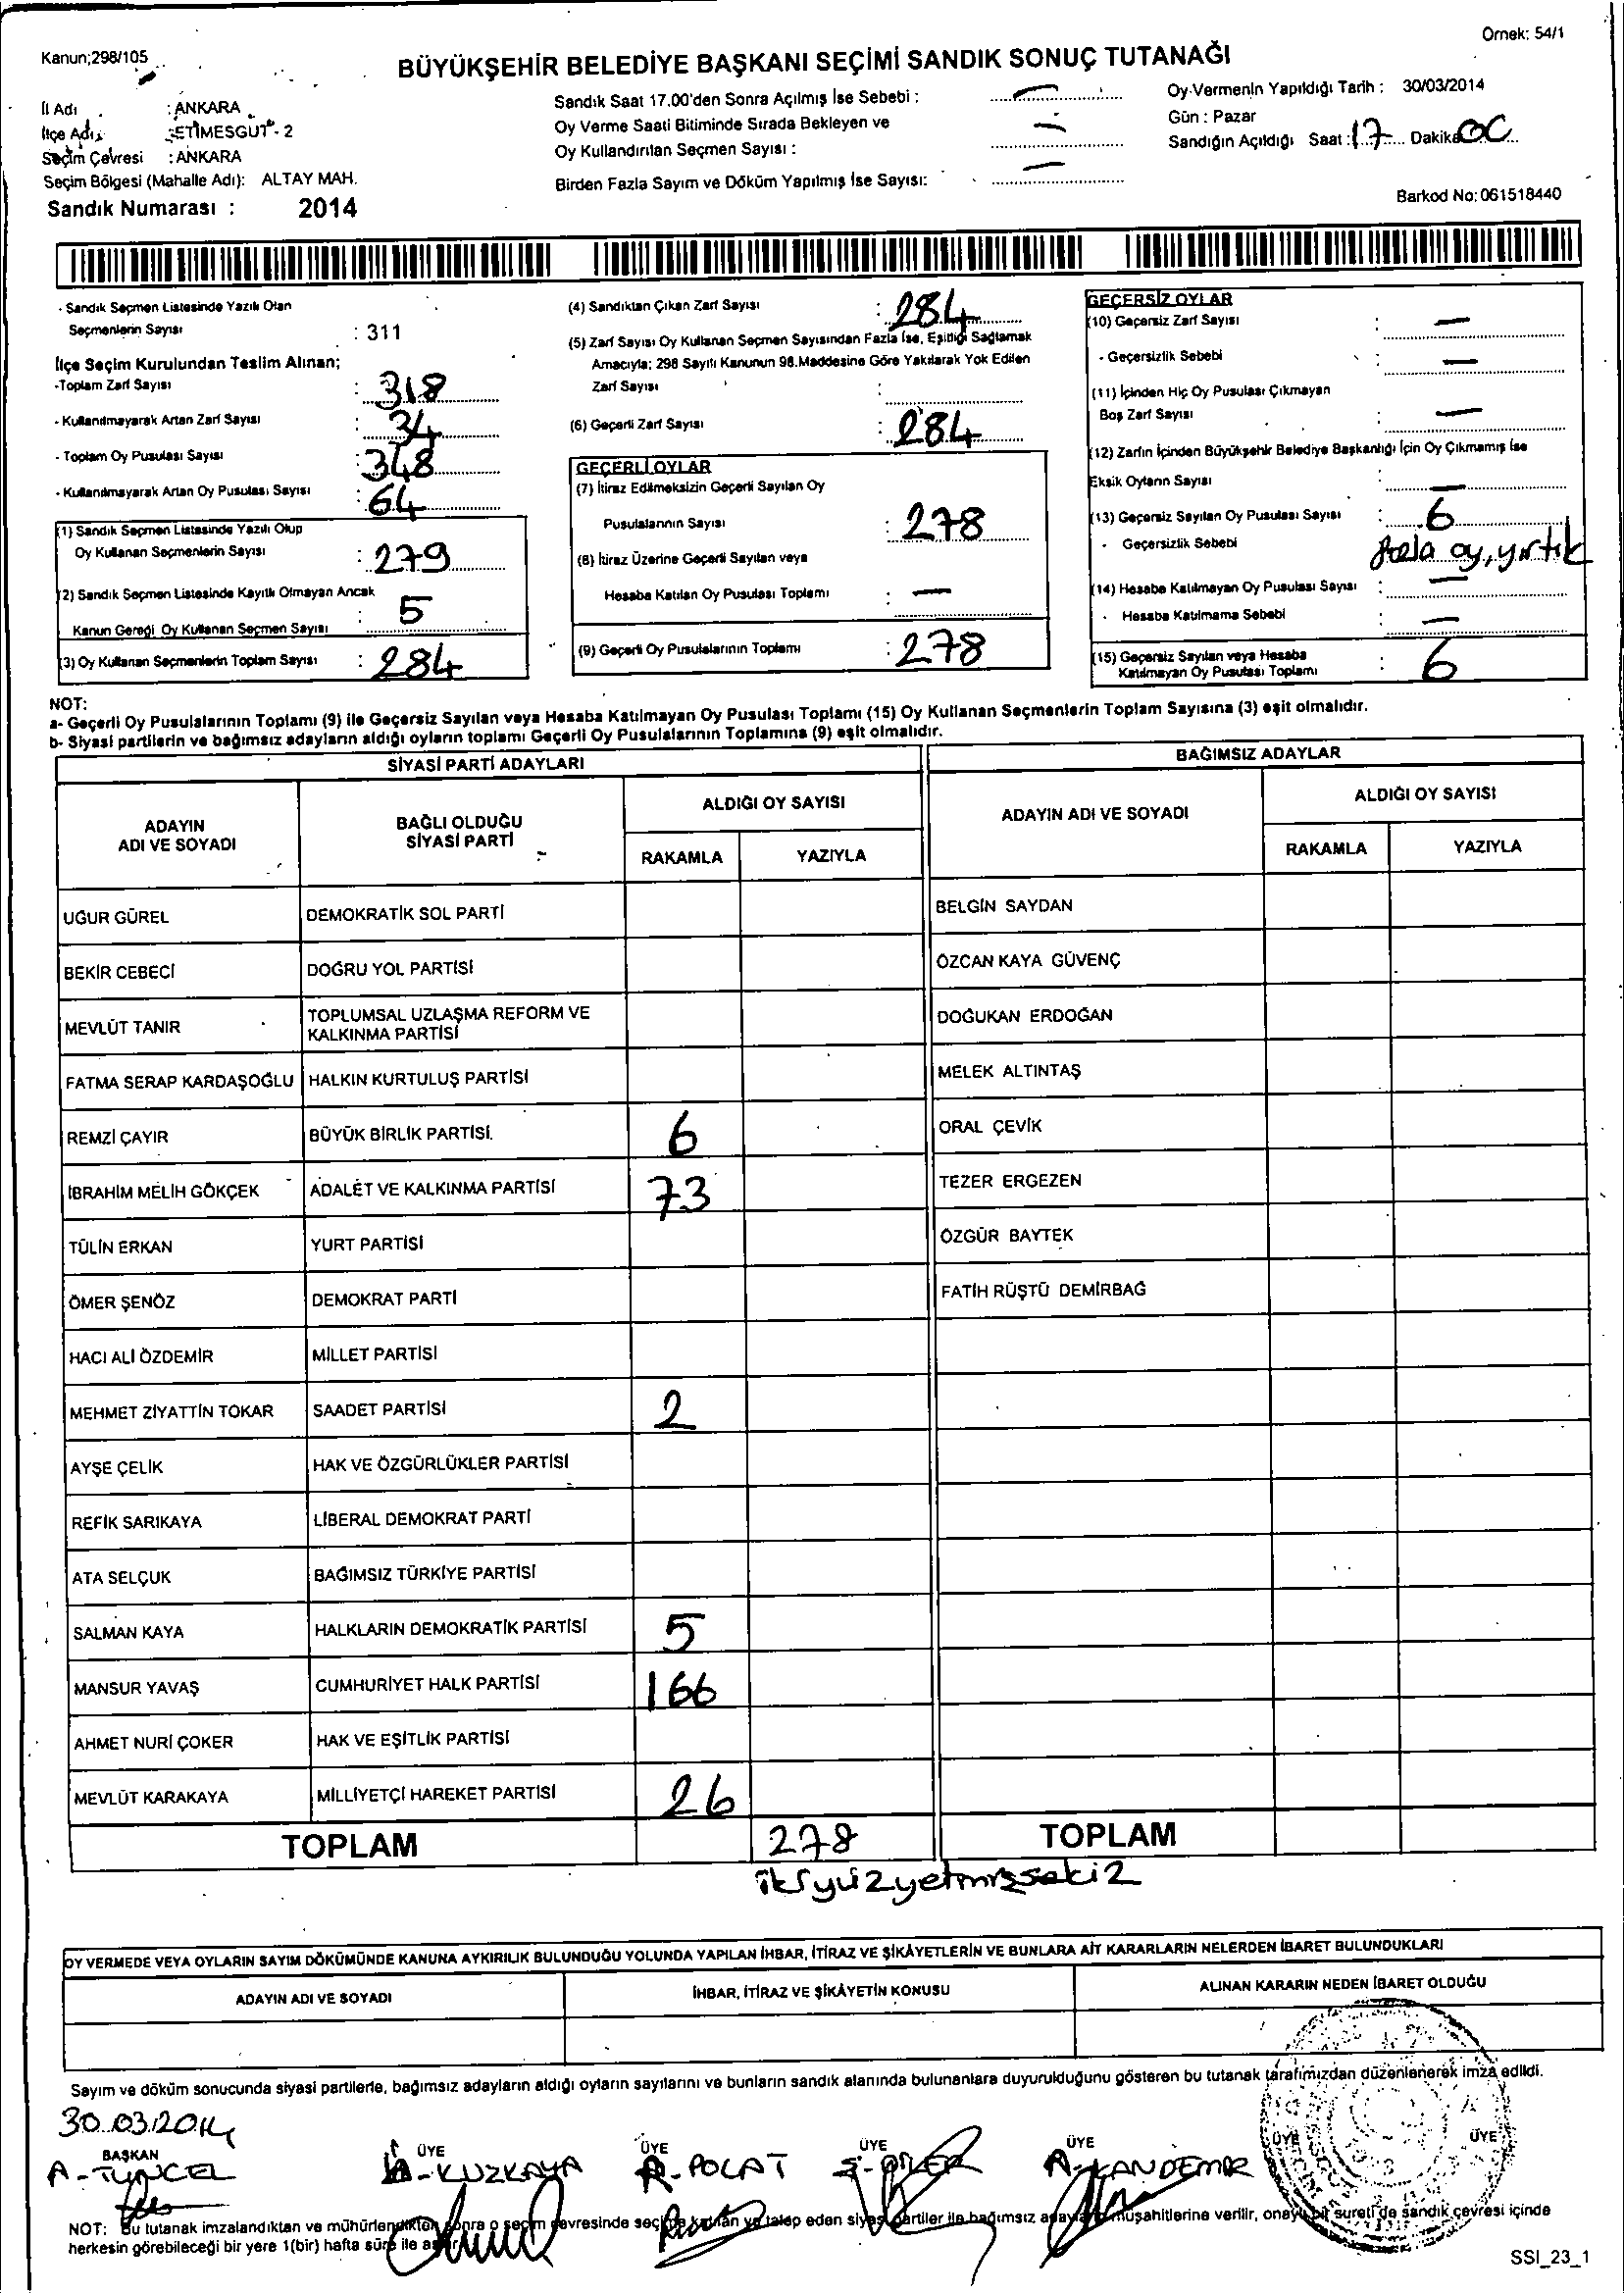 Örnek: 54/1
Kanun;298/105
BÜYÜKŞEHİR BELEDİYE BAŞKANI SEÇİMİ SANDIK SONUÇ TUTANAĞI
İl Adı : ANKARA
İlçe Adı : ETİMESGUT - 2
Seçim Çevresi : ANKARA
Seçim Bölgesi (Mahalle Adı): ALTAY MAH.
Sandık Numarası : 2014
Sandık Saat 17.00'den Sonra Açılmış İse Sebebi : —
Oy Verme Saati Bitiminde Sırada Bekleyen ve
Oy Kullandırılan Seçmen Sayısı : —
Birden Fazla Sayım ve Döküm Yapılmış İse Sayısı: —
Oy Vermenin Yapıldığı Tarih : 30/03/2014
Gün : Pazar
Sandığın Açıldığı Saat : 17 Dakika 00
Barkod No: 061518440
- Sandık Seçmen Listesinde Yazılı Olan
Seçmenlerin Sayısı : 311
İlçe Seçim Kurulundan Teslim Alınan;
-Toplam Zarf Sayısı : 318
- Kullanılmayarak Artan Zarf Sayısı : 34
- Toplam Oy Pusulası Sayısı : 348
- Kullanılmayarak Artan Oy Pusulası Sayısı : 64
(1) Sandık Seçmen Listesinde Yazılı Olup
Oy Kullanan Seçmenlerin Sayısı : 279
(2) Sandık Seçmen Listesinde Kayıtlı Olmayan Ancak
Kanun Gereği Oy Kullanan Seçmen Sayısı : 5
(3) Oy Kullanan Seçmenlerin Toplam Sayısı : 284
(4) Sandıktan Çıkan Zarf Sayısı : 284
(5) Zarf Sayısı Oy Kullanan Seçmen Sayısından Fazla İse, Eşitliği Sağlamak
Amacıyla; 298 Sayılı Kanunun 98.Maddesine Göre Yakılarak Yok Edilen
Zarf Sayısı :
(6) Geçerli Zarf Sayısı : 284
GEÇERLİ OYLAR
(7) İtiraz Edilmeksizin Geçerli Sayılan Oy
Pusulalarının Sayısı : 278
(8) İtiraz Üzerine Geçerli Sayılan veya
Hesaba Katılan Oy Pusulası Toplamı : —
(9) Geçerli Oy Pusulalarının Toplamı : 278
GEÇERSİZ OYLAR
(10) Geçersiz Zarf Sayısı : —
- Geçersizlik Sebebi : —
(11) İçinden Hiç Oy Pusulası Çıkmayan
Boş Zarf Sayısı : —
(12) Zarfın İçinden Büyükşehir Belediye Başkanlığı İçin Oy Çıkmamış İse
Eksik Oyların Sayısı : —
(13) Geçersiz Sayılan Oy Pusulası Sayısı : 6
- Geçersizlik Sebebi fazla oy, yırtık
(14) Hesaba Katılmayan Oy Pusulası Sayısı : —
- Hesaba Katılmama Sebebi —
(15) Geçersiz Sayılan veya Hesaba
Katılmayan Oy Pusulası Toplamı : 6
NOT:
a- Geçerli Oy Pusulalarının Toplamı (9) ile Geçersiz Sayılan veya Hesaba Katılmayan Oy Pusulası Toplamı (15) Oy Kullanan Seçmenlerin Toplam Sayısına (3) eşit olmalıdır.
b- Siyasi partilerin ve bağımsız adayların aldığı oyların toplamı Geçerli Oy Pusulalarının Toplamına (9) eşit olmalıdır.
SİYASİ PARTİ ADAYLARI
ADAYIN
ADI VE SOYADI
BAĞLI OLDUĞU
SİYASİ PARTİ
ALDIĞI OY SAYISI
RAKAMLA YAZIYLA
UĞUR GÜREL DEMOKRATİK SOL PARTİ
BEKİR CEBECİ DOĞRU YOL PARTİSİ
MEVLÜT TANIR TOPLUMSAL UZLAŞMA REFORM VE
KALKINMA PARTİSİ
FATMA SERAP KARDAŞOĞLU HALKIN KURTULUŞ PARTİSİ
REMZİ ÇAYIR BÜYÜK BİRLİK PARTİSİ 6
İBRAHİM MELİH GÖKÇEK ADALET VE KALKINMA PARTİSİ 73
TÜLİN ERKAN YURT PARTİSİ
ÖMER ŞENÖZ DEMOKRAT PARTİ
HACI ALİ ÖZDEMİR MİLLET PARTİSİ
MEHMET ZİYATTİN TOKAR SAADET PARTİSİ 2
AYŞE ÇELİK HAK VE ÖZGÜRLÜKLER PARTİSİ
REFİK SARIKAYA LİBERAL DEMOKRAT PARTİ
ATA SELÇUK BAĞIMSIZ TÜRKİYE PARTİSİ
SALMAN KAYA HALKLARIN DEMOKRATİK PARTİSİ 5
MANSUR YAVAŞ CUMHURİYET HALK PARTİSİ 166
AHMET NURİ ÇOKER HAK VE EŞİTLİK PARTİSİ
MEVLÜT KARAKAYA MİLLİYETÇİ HAREKET PARTİSİ 26
TOPLAM 278
ikiyüzyetmişsekiz
BAĞIMSIZ ADAYLAR
ADAYIN ADI VE SOYADI
ALDIĞI OY SAYISI
RAKAMLA YAZIYLA
BELGİN SAYDAN
ÖZCAN KAYA GÜVENÇ
DOĞUKAN ERDOĞAN
MELEK ALTINTAŞ
ORAL ÇEVİK
TEZER ERGEZEN
ÖZGÜR BAYTEK
FATİH RÜŞTÜ DEMİRBAĞ
TOPLAM
OY VERMEDE VEYA OYLARIN SAYIM DÖKÜMÜNDE KANUNA AYKIRILIK BULUNDUĞU YOLUNDA YAPILAN İHBAR, İTİRAZ VE ŞİKÂYETLERİN VE BUNLARA AİT KARARLARIN NELERDEN İBARET BULUNDUKLARI
ADAYIN ADI VE SOYADI İHBAR, İTİRAZ VE ŞİKÂYETİN KONUSU ALINAN KARARIN NEDEN İBARET OLDUĞU
Sayım ve döküm sonucunda siyasi partilerle, bağımsız adayların aldığı oyların sayılarını ve bunların sandık alanında bulunanlara duyurulduğunu gösteren bu tutanak tarafımızdan düzenlenerek imza edildi.
30.03.2014
BAŞKAN ÜYE ÜYE ÜYE ÜYE ÜYE ÜYE
A-TUNCEL A-KUZKAYA A-POLAT A-KANDEMİR
NOT: Bu tutanak imzalandıktan ve mühürlendikten sonra o seçim çevresinde seçime katılan ve talep eden siyasi partiler ile bağımsız adayların müşahitlerine verilir, onaylı bir sureti de sandık çevresi içinde
herkesin görebileceği bir yere 1(bir) hafta süre ile asılır.
SSI_23_1